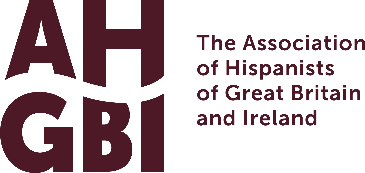 AH
GBI
The Association
of Hispanists
of Great Britain
and Ireland